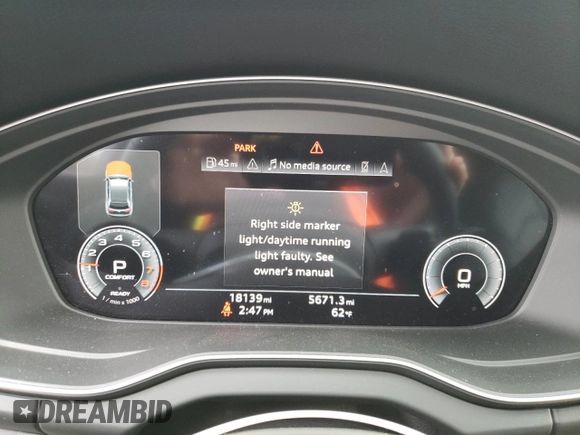 PARK
45 mi
No media source
Right side marker
light/daytime running
light faulty. See
owner's manual
1 2 3 4 5 6 7 8
P
COMFORT
READY
1 / min x 1000
0
MPH
18139 mi
5671.3 mi
2:47 PM
62 °F
DREAMBID